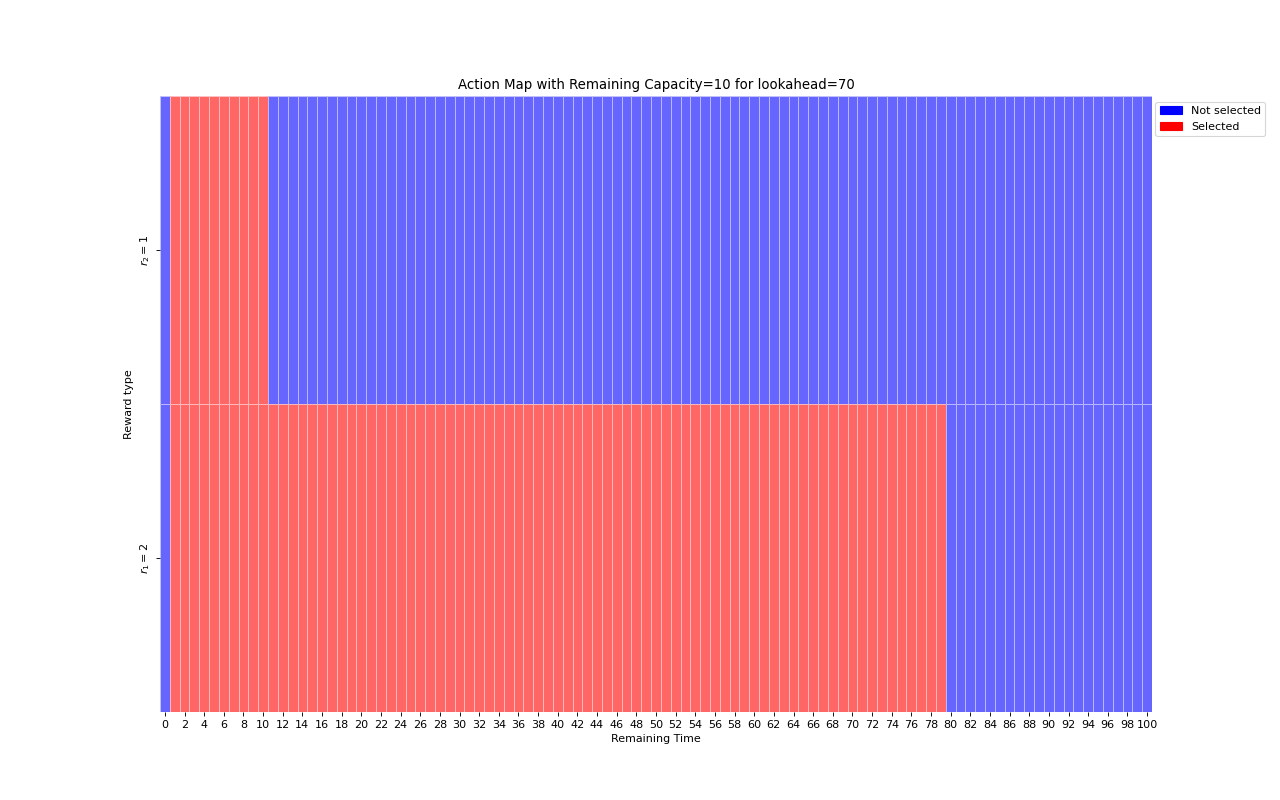 Action Map with Remaining Capacity=10 for lookahead=70
Not selected
Selected
Reward type
r₂ = 1
r₁ = 2
0 2 4 6 8 10 12 14 16 18 20 22 24 26 28 30 32 34 36 38 40 42 44 46 48 50 52 54 56 58 60 62 64 66 68 70 72 74 76 78 80 82 84 86 88 90 92 94 96 98 100
Remaining Time